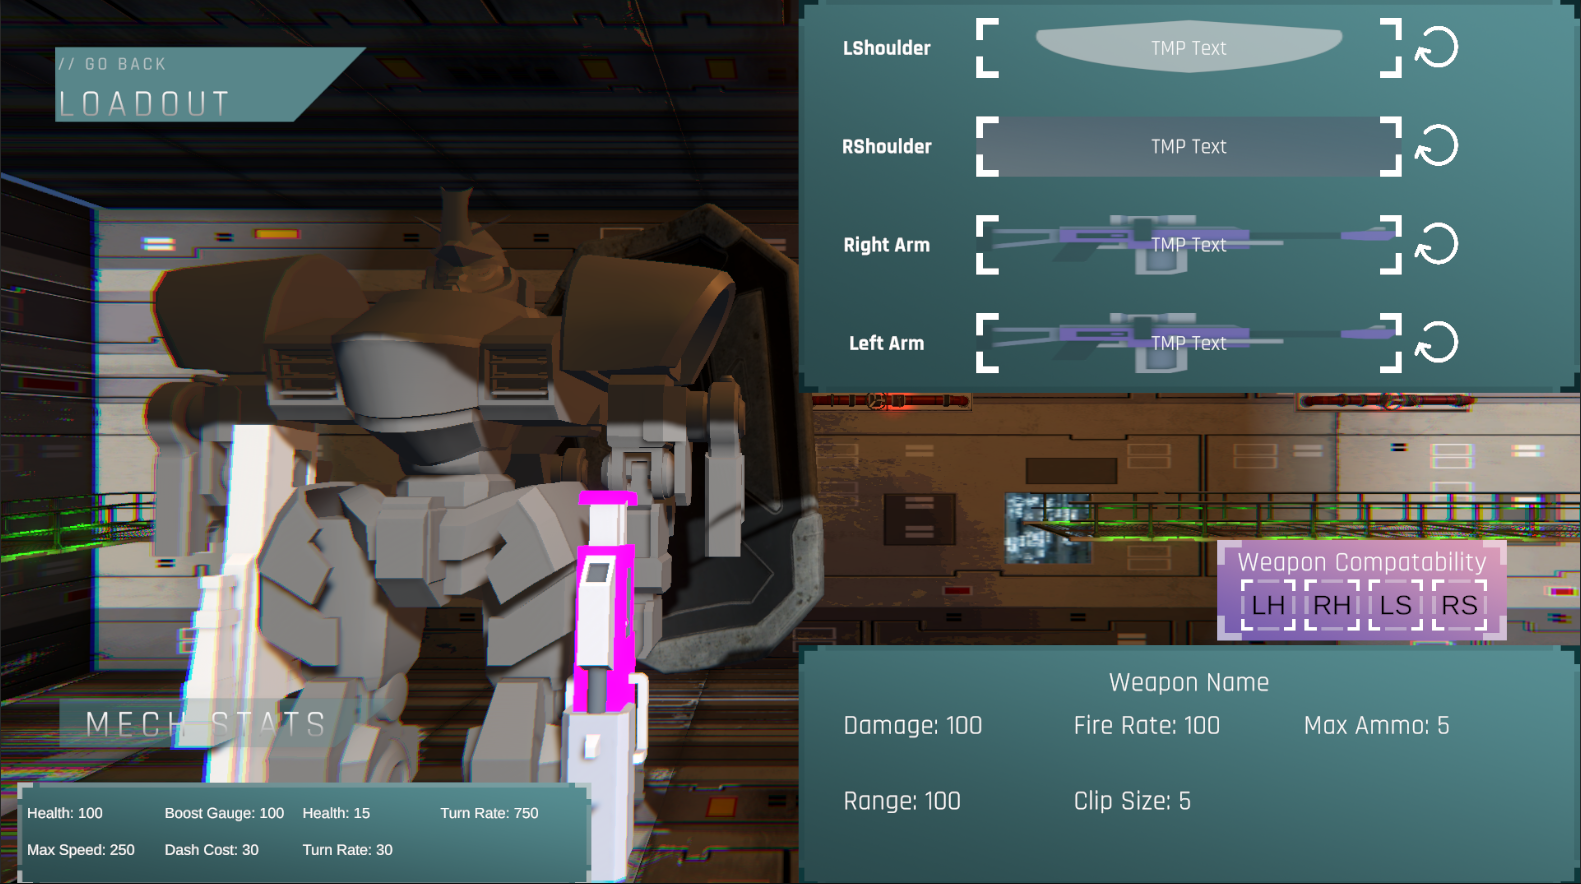 // GO BACK
LOADOUT
LShoulder
TMP Text
RShoulder
TMP Text
Right Arm
TMP Text
Left Arm
TMP Text
Weapon Compatability
LH RH LS RS
MECH STATS
Health: 100 Boost Gauge: 100 Health: 15 Turn Rate: 750
Max Speed: 250 Dash Cost: 30 Turn Rate: 30
Weapon Name
Damage: 100 Fire Rate: 100 Max Ammo: 5
Range: 100 Clip Size: 5